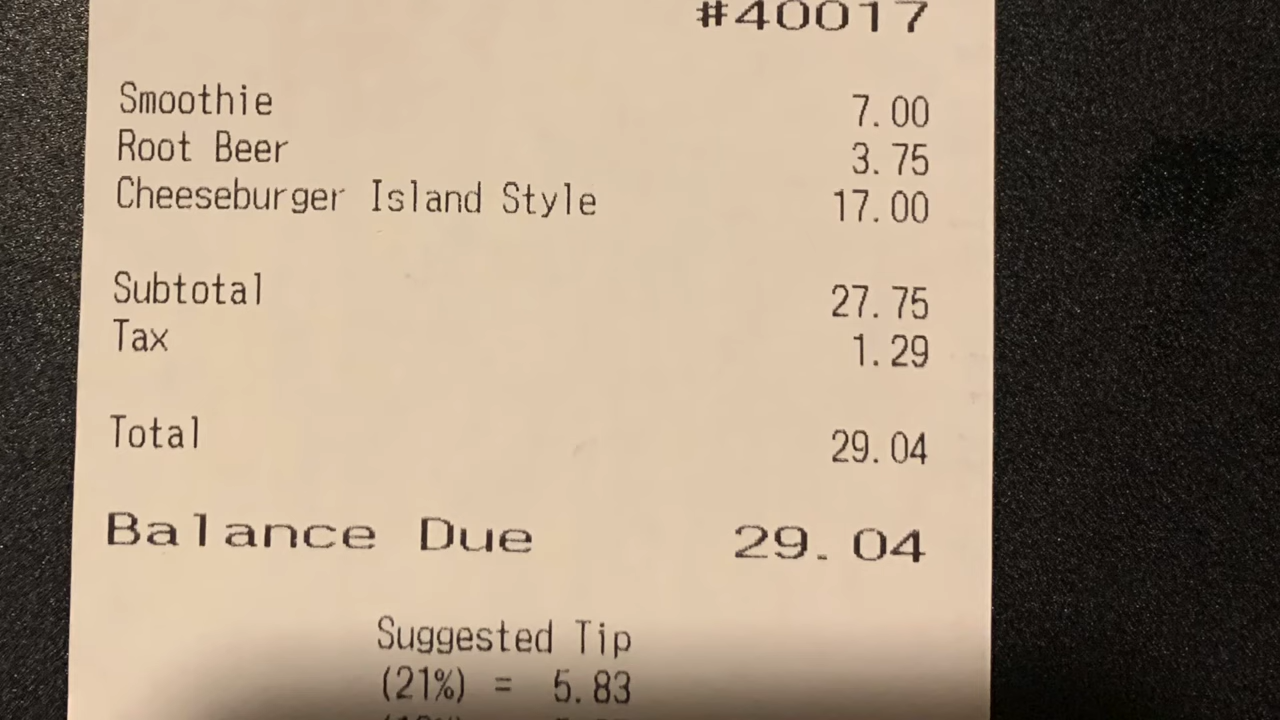 #40017
Smoothie 7.00
Root Beer 3.75
Cheeseburger Island Style 17.00
Subtotal 27.75
Tax 1.29
Total 29.04
Balance Due 29.04
Suggested Tip
(21%) = 5.83